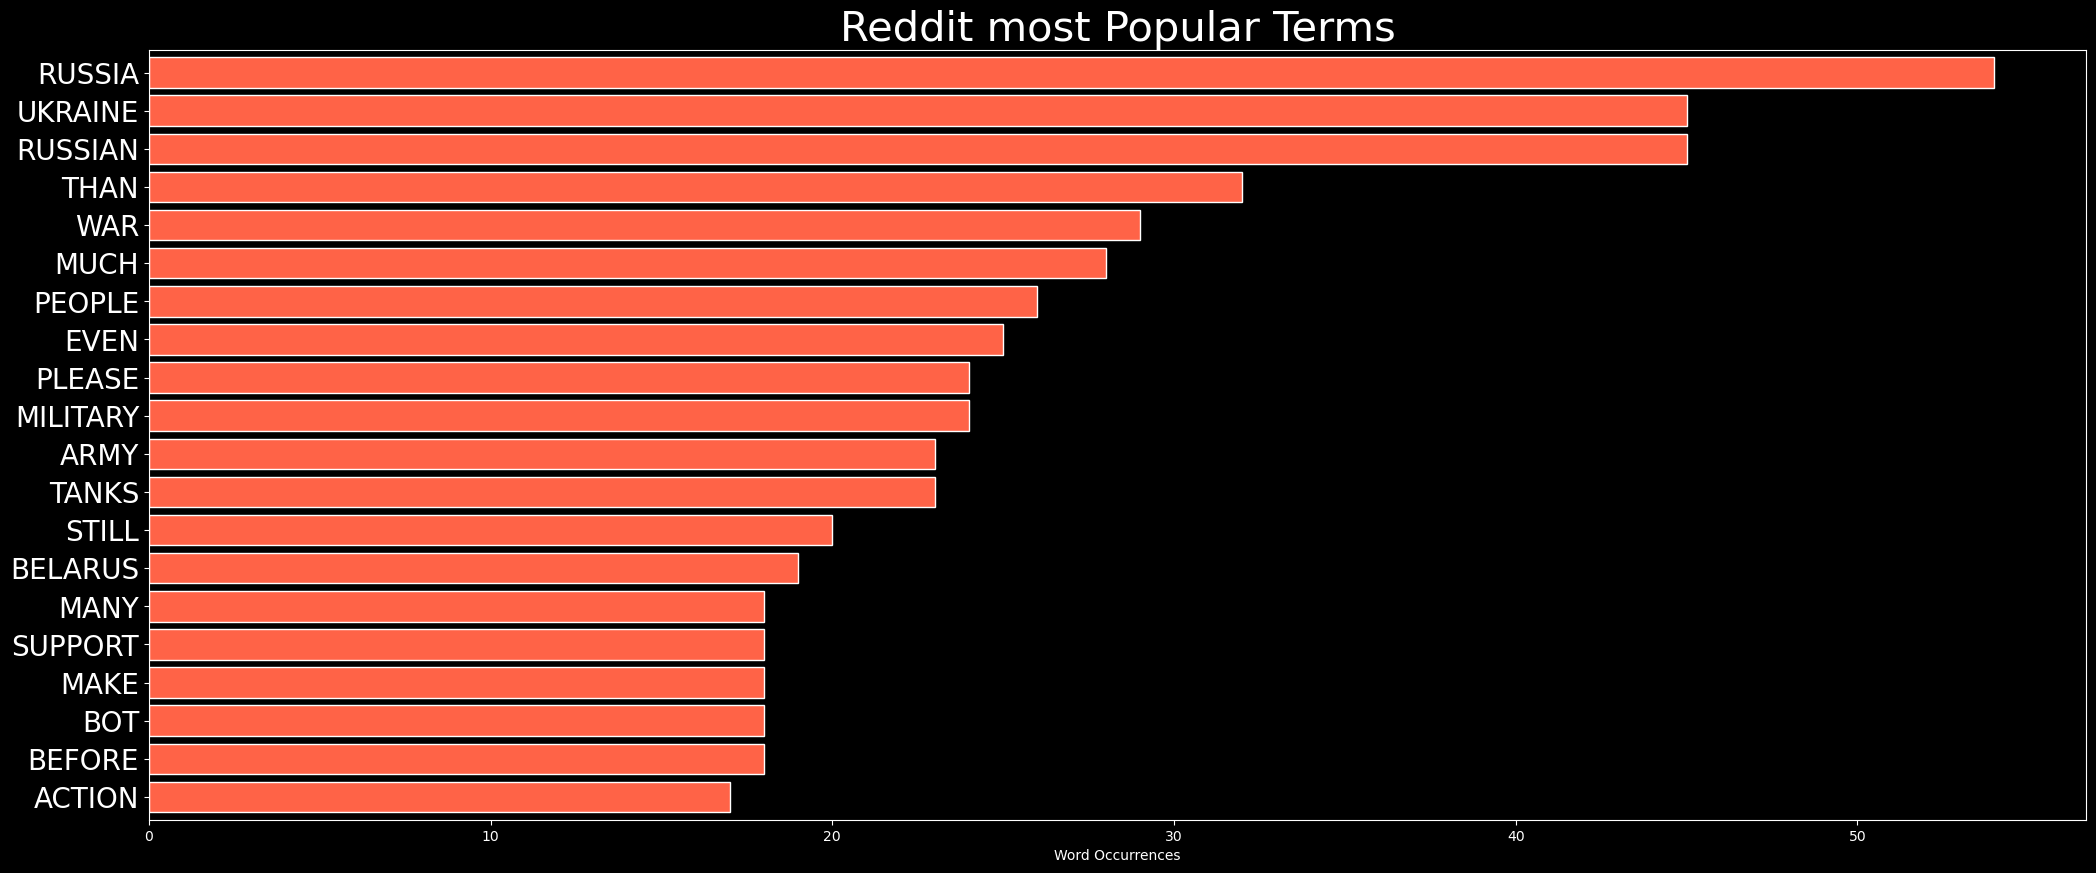 Reddit most Popular Terms
RUSSIA
UKRAINE
RUSSIAN
THAN
WAR
MUCH
PEOPLE
EVEN
PLEASE
MILITARY
ARMY
TANKS
STILL
BELARUS
MANY
SUPPORT
MAKE
BOT
BEFORE
ACTION
0 10 20 30 40 50
Word Occurrences